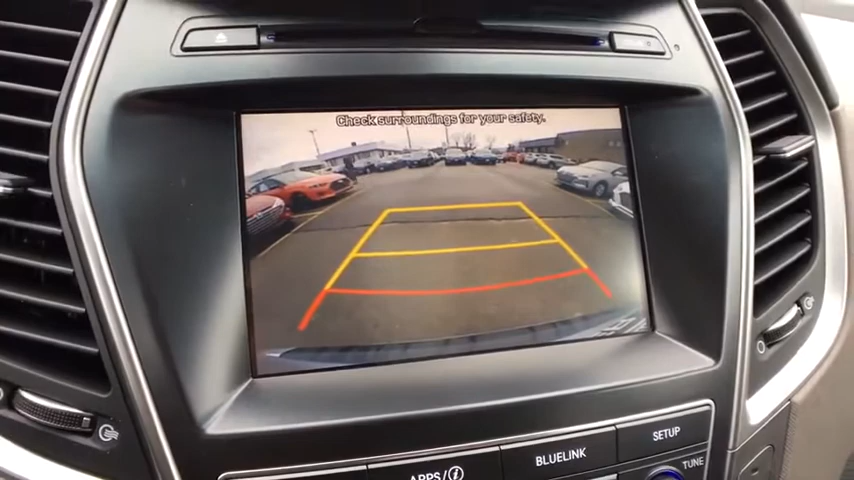 Check surroundings for your safety.
SETUP
BLUELINK
TUNE
APPS/i